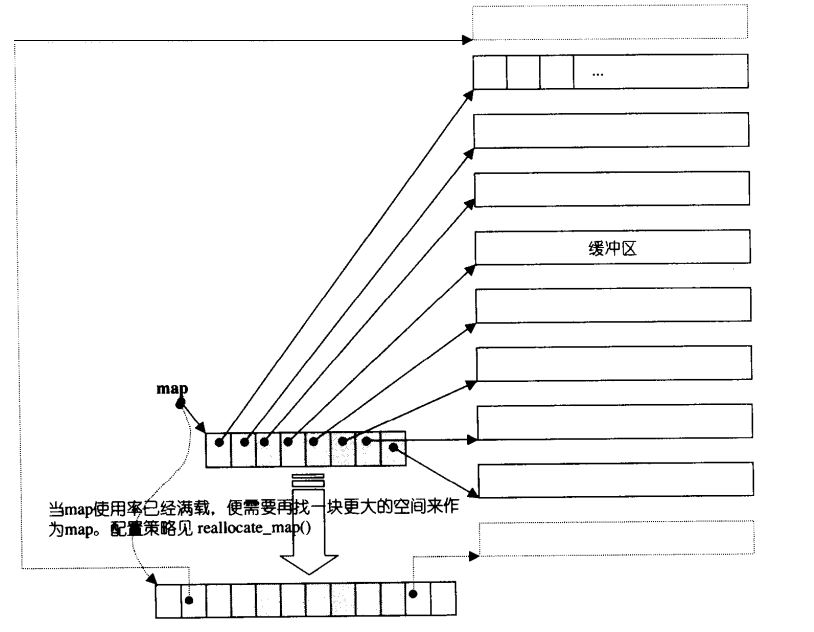 ...
缓冲区
map
当map使用率已经满载，便需要再找一块更大的空间来作
为map。配置策略见 reallocate_map()